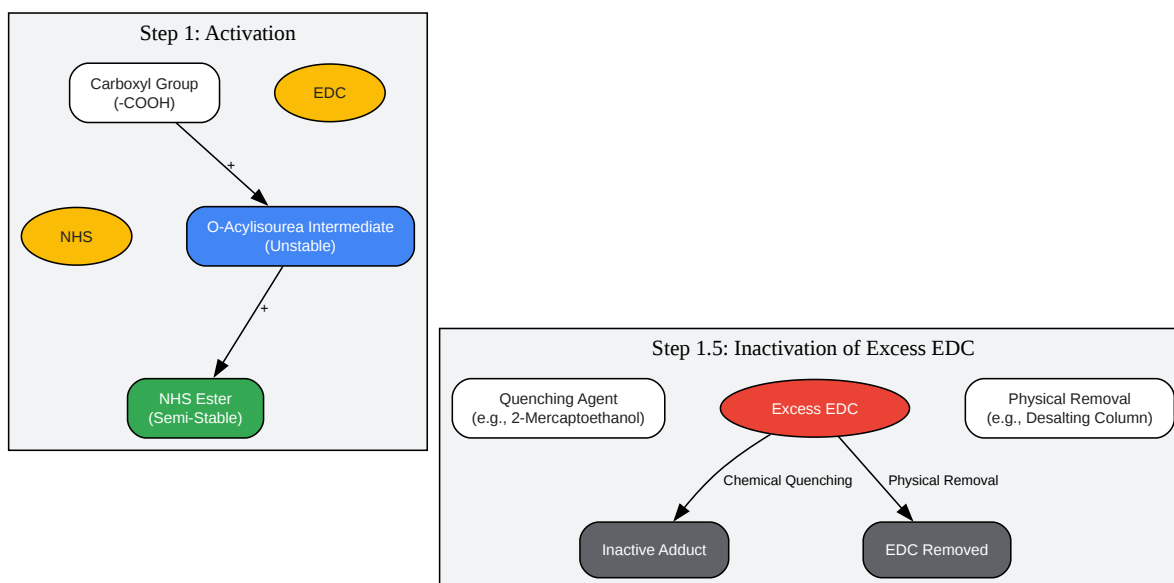 Step 1: Activation
Carboxyl Group
(-COOH)
EDC
+
NHS
O-Acylisourea Intermediate
(Unstable)
+
NHS Ester
(Semi-Stable)
Step 1.5: Inactivation of Excess EDC
Quenching Agent
(e.g., 2-Mercaptoethanol)
Excess EDC
Physical Removal
(e.g., Desalting Column)
Chemical Quenching
Physical Removal
Inactive Adduct
EDC Removed